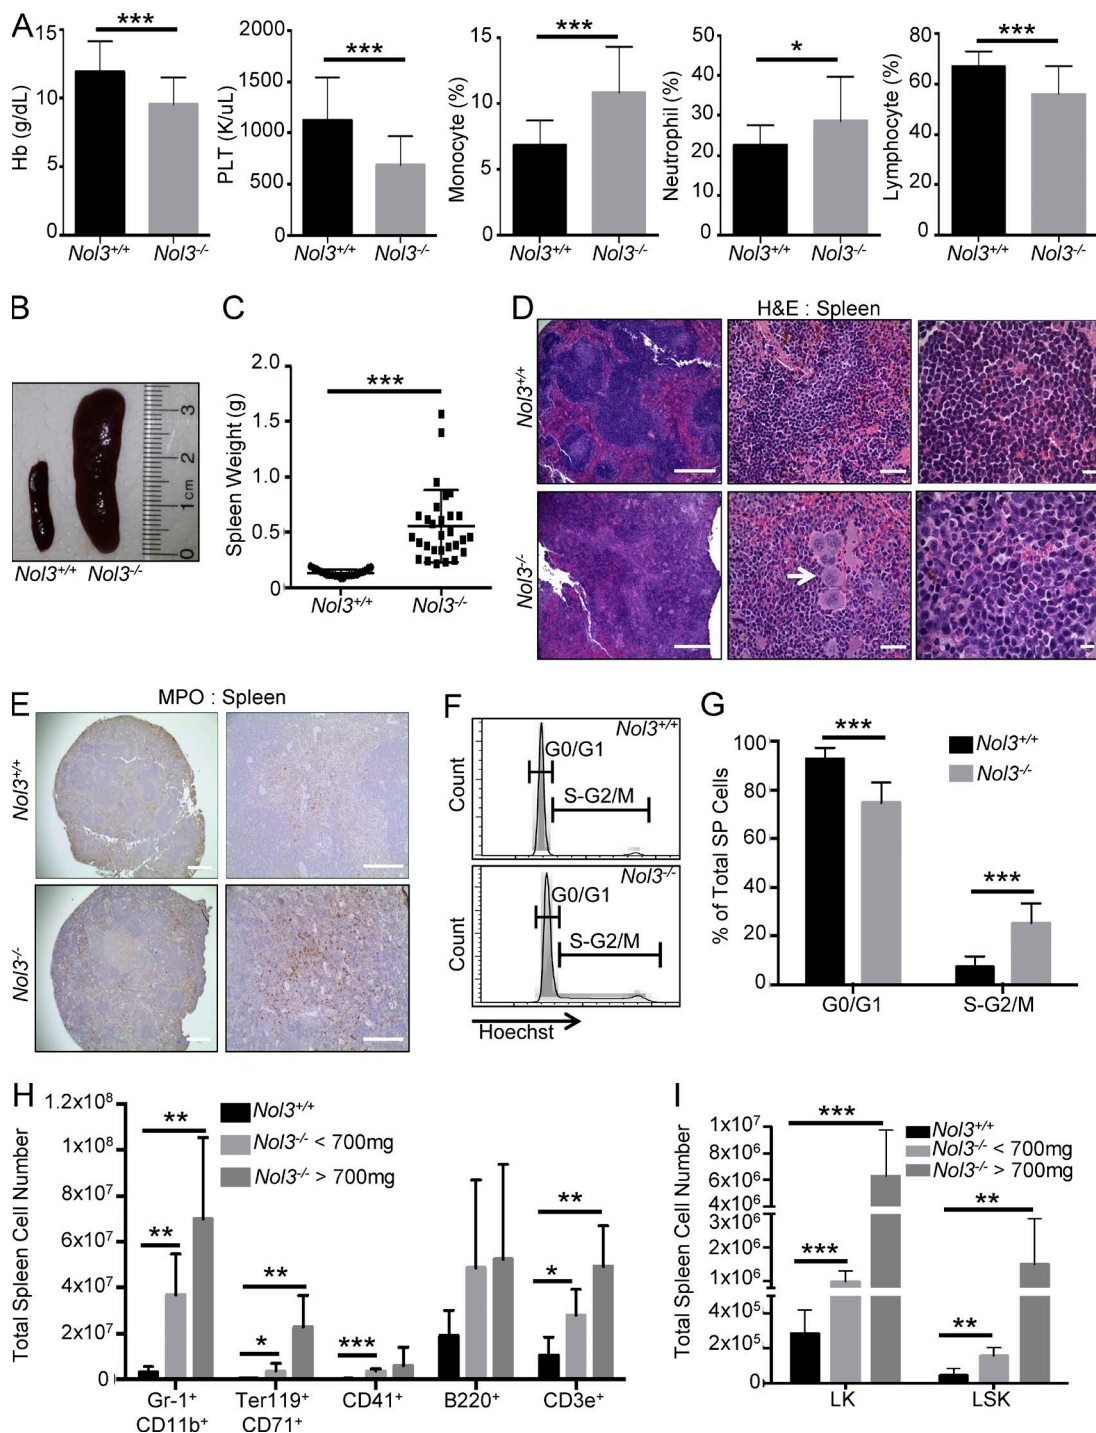 A
Hb (g/dL)
15
10
5
0
***
Nol3+/+ Nol3-/-
PLT (K/uL)
2000
1500
1000
500
0
***
Nol3+/+ Nol3-/-
Monocyte (%)
15
10
5
0
***
Nol3+/+ Nol3-/-
Neutrophil (%)
50
40
30
20
10
0
*
Nol3+/+ Nol3-/-
Lymphocyte (%)
80
60
40
20
0
***
Nol3+/+ Nol3-/-
B
3
2
1cm
0
Nol3+/+ Nol3-/-
C
Spleen Weight (g)
2.0
1.5
1.0
0.5
0
***
Nol3+/+ Nol3-/-
D
H&E : Spleen
Nol3+/+
Nol3-/-
E
MPO : Spleen
Nol3+/+
Nol3-/-
F
Nol3+/+
G0/G1
S-G2/M
Count
Nol3-/-
G0/G1
S-G2/M
Count
Hoechst
G
% of Total SP Cells
100
80
60
40
20
0
***
***
Nol3+/+
Nol3-/-
G0/G1 S-G2/M
H
Total Spleen Cell Number
1.2x10⁸
1x10⁸
8x10⁷
6x10⁷
4x10⁷
2x10⁷
0
Nol3+/+
Nol3-/- < 700mg
Nol3-/- > 700mg
**
**
**
*
***
**
*
Gr-1+ Ter119+ CD41+ B220+ CD3e+
CD11b+ CD71+
I
Total Spleen Cell Number
1x10⁷
8x10⁶
6x10⁶
4x10⁶
3x10⁶
2x10⁶
1x10⁶
4x10⁵
2x10⁵
0
***
***
**
**
Nol3+/+
Nol3-/- < 700mg
Nol3-/- > 700mg
LK LSK